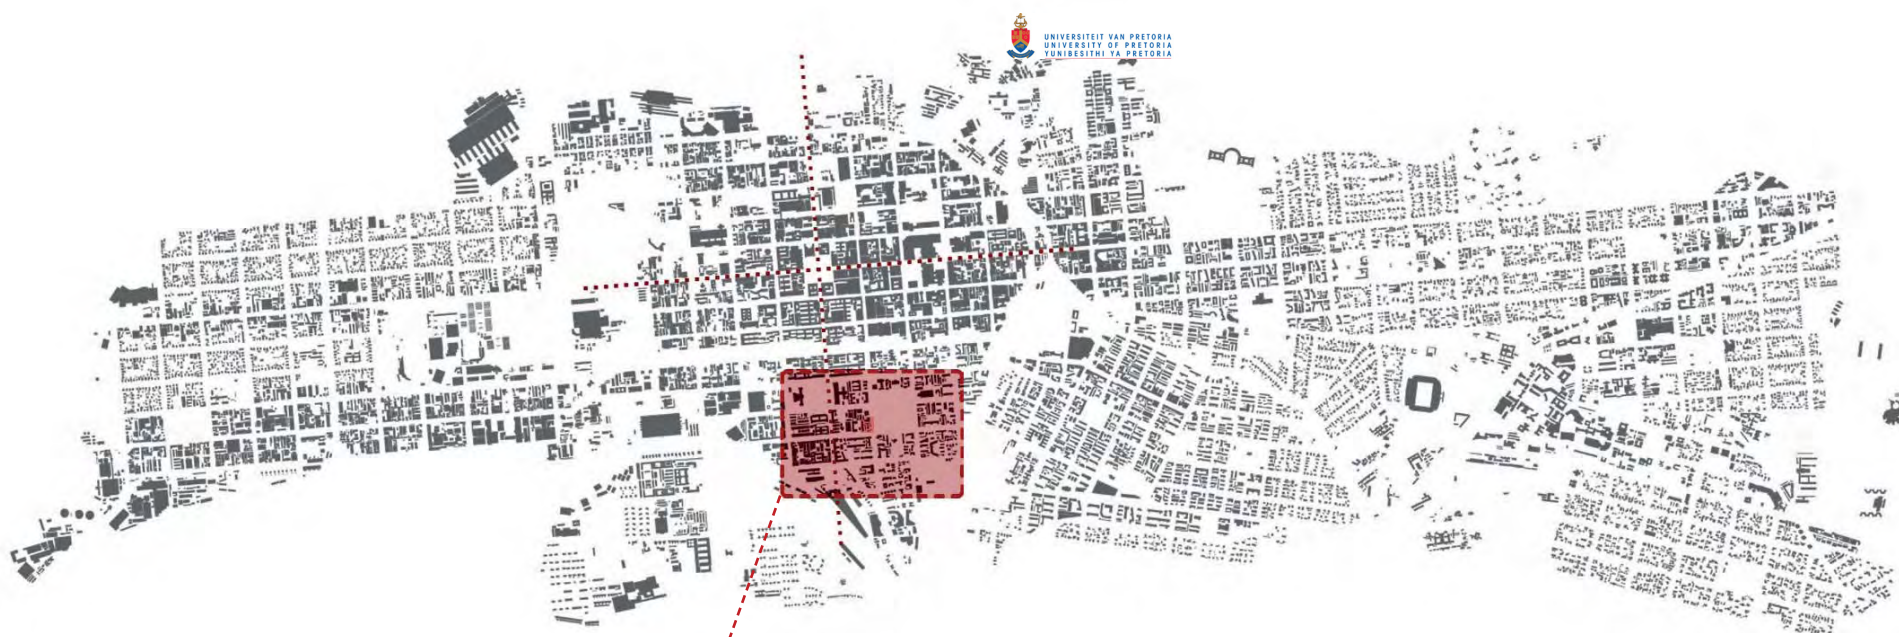 UNIVERSITEIT VAN PRETORIA
UNIVERSITY OF PRETORIA
YUNIBESITHI YA PRETORIA